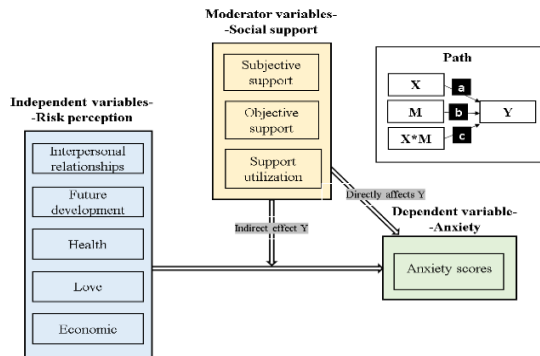 Moderator variables-
-Social support
Subjective
support
Objective
support
Support
utilization
Path
X
a
M
b
Y
X*M
c
Independent variables-
-Risk perception
Interpersonal
relationships
Future
development
Health
Love
Economic
Indirect effect Y
Directly affects Y
Dependent variable-
-Anxiety
Anxiety scores